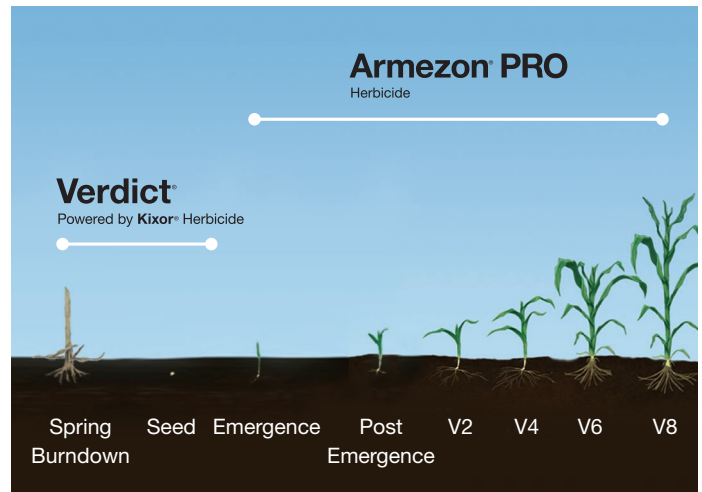 Armezon® PRO
Herbicide
Verdict®
Powered by Kixor® Herbicide
Spring Burndown
Seed
Emergence
Post Emergence
V2
V4
V6
V8